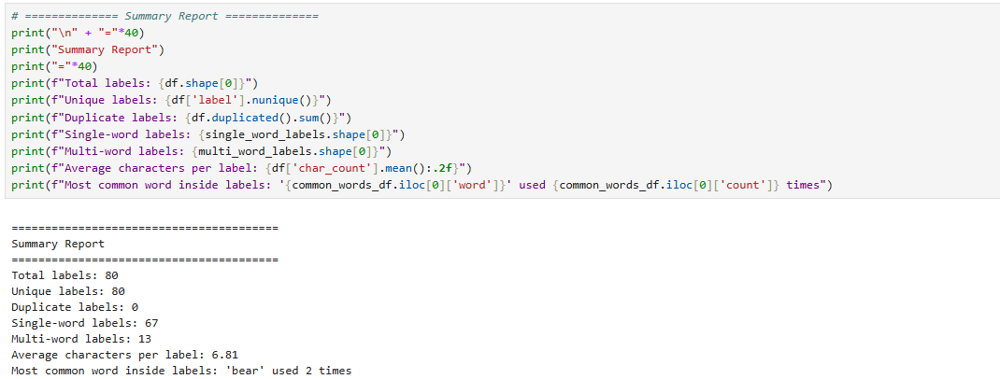 # ============== Summary Report ==============
print("\n" + "="*40)
print("Summary Report")
print("="*40)
print(f"Total labels: {df.shape[0]}")
print(f"Unique labels: {df['label'].nunique()}")
print(f"Duplicate labels: {df.duplicated().sum()}")
print(f"Single-word labels: {single_word_labels.shape[0]}")
print(f"Multi-word labels: {multi_word_labels.shape[0]}")
print(f"Average characters per label: {df['char_count'].mean():.2f}")
print(f"Most common word inside labels: '{common_words_df.iloc[0]['word']}' used {common_words_df.iloc[0]['count']} times")
========================================
Summary Report
========================================
Total labels: 80
Unique labels: 80
Duplicate labels: 0
Single-word labels: 67
Multi-word labels: 13
Average characters per label: 6.81
Most common word inside labels: 'bear' used 2 times